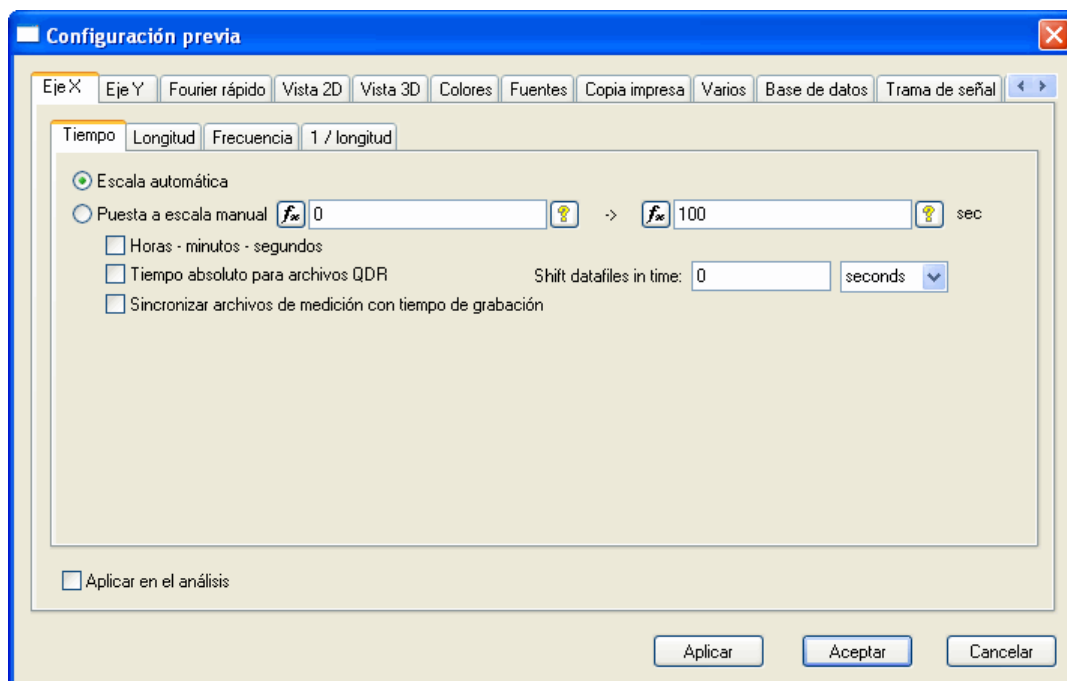 Configuración previa
Eje X Eje Y Fourier rápido Vista 2D Vista 3D Colores Fuentes Copia impresa Varios Base de datos Trama de señal
Tiempo Longitud Frecuencia 1 / longitud
Escala automática
Puesta a escala manual fx 0 ? -> fx 100 ? sec
Horas - minutos - segundos
Tiempo absoluto para archivos QDR Shift datafiles in time: 0 seconds
Sincronizar archivos de medición con tiempo de grabación
Aplicar en el análisis
Aplicar Aceptar Cancelar